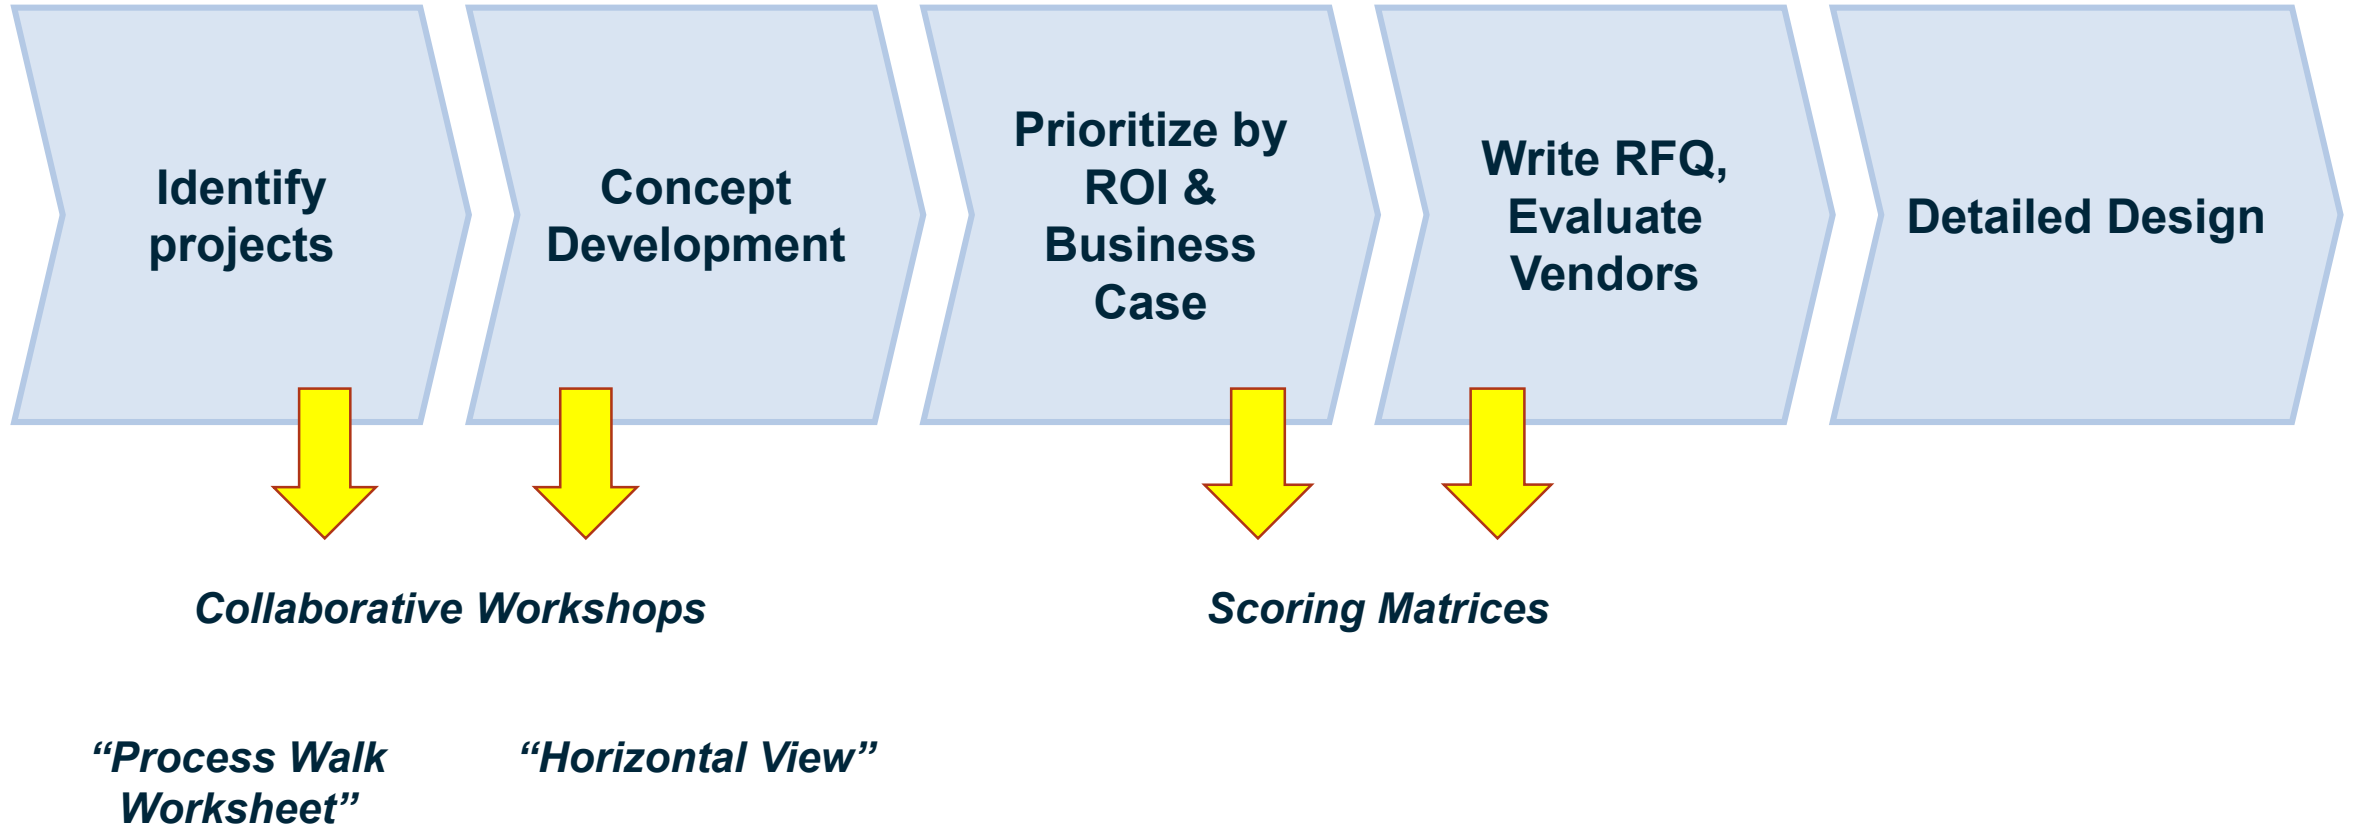 Identify
projects
Concept
Development
Prioritize by
ROI &
Business
Case
Write RFQ,
Evaluate
Vendors
Detailed Design
Collaborative Workshops
Scoring Matrices
“Process Walk
Worksheet”
“Horizontal View”